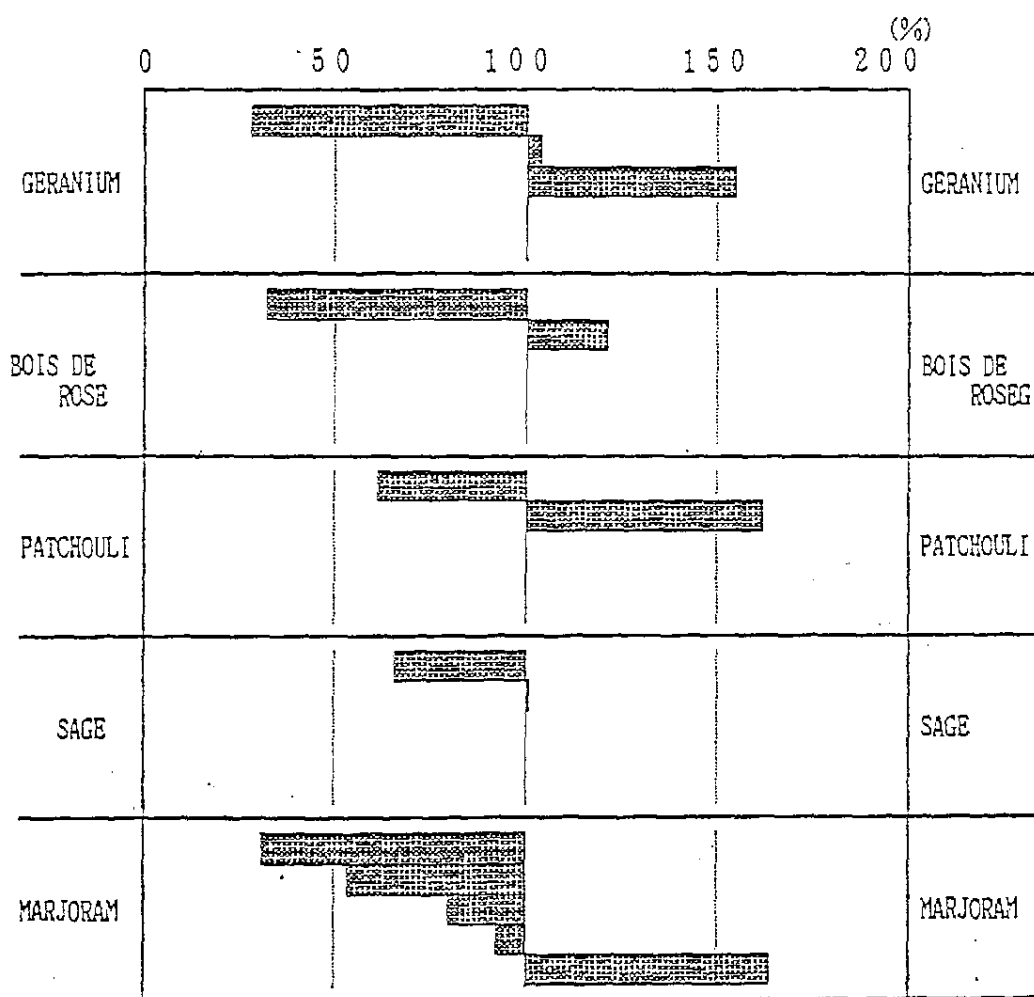 (%)
0 50 100 150 200
GERANIUM GERANIUM
BOIS DE BOIS DE
ROSE ROSEG
PATCHOULI PATCHOULI
SAGE SAGE
MARJORAM MARJORAM